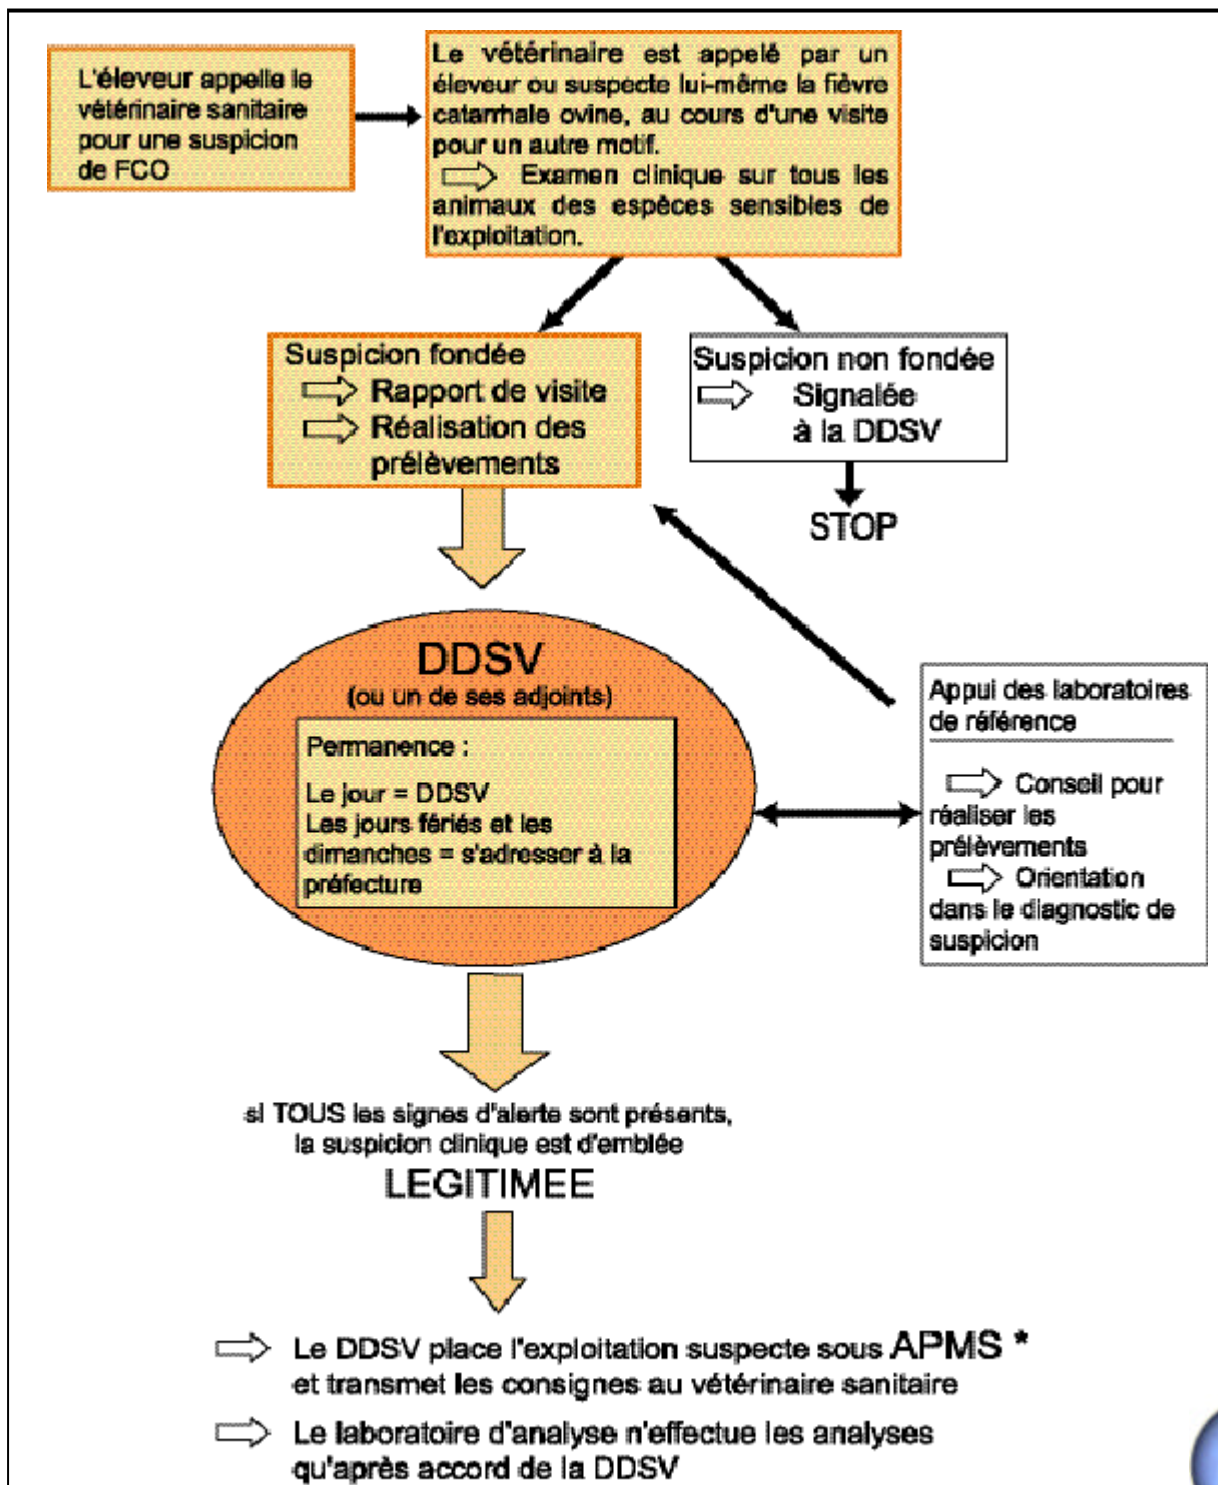 L'éleveur appelle le
vétérinaire sanitaire
pour une suspicion
de FCO
Le vétérinaire est appelé par un
éleveur ou suspecte lui-même la fièvre
catarrhale ovine, au cours d'une visite
pour un autre motif.
Examen clinique sur tous les
animaux des espèces sensibles de
l'exploitation.
Suspicion fondée
Rapport de visite
Réalisation des
prélèvements
Suspicion non fondée
Signalée
à la DDSV
STOP
DDSV
(ou un de ses adjoints)
Permanence :
Le jour = DDSV
Les jours fériés et les
dimanches = s'adresser à la
préfecture
Appui des laboratoires
de référence
Conseil pour
réaliser les
prélèvements
Orientation
dans le diagnostic de
suspicion
si TOUS les signes d'alerte sont présents,
la suspicion clinique est d'emblée
LEGITIMEE
Le DDSV place l'exploitation suspecte sous APMS *
et transmet les consignes au vétérinaire sanitaire
Le laboratoire d'analyse n'effectue les analyses
qu'après accord de la DDSV